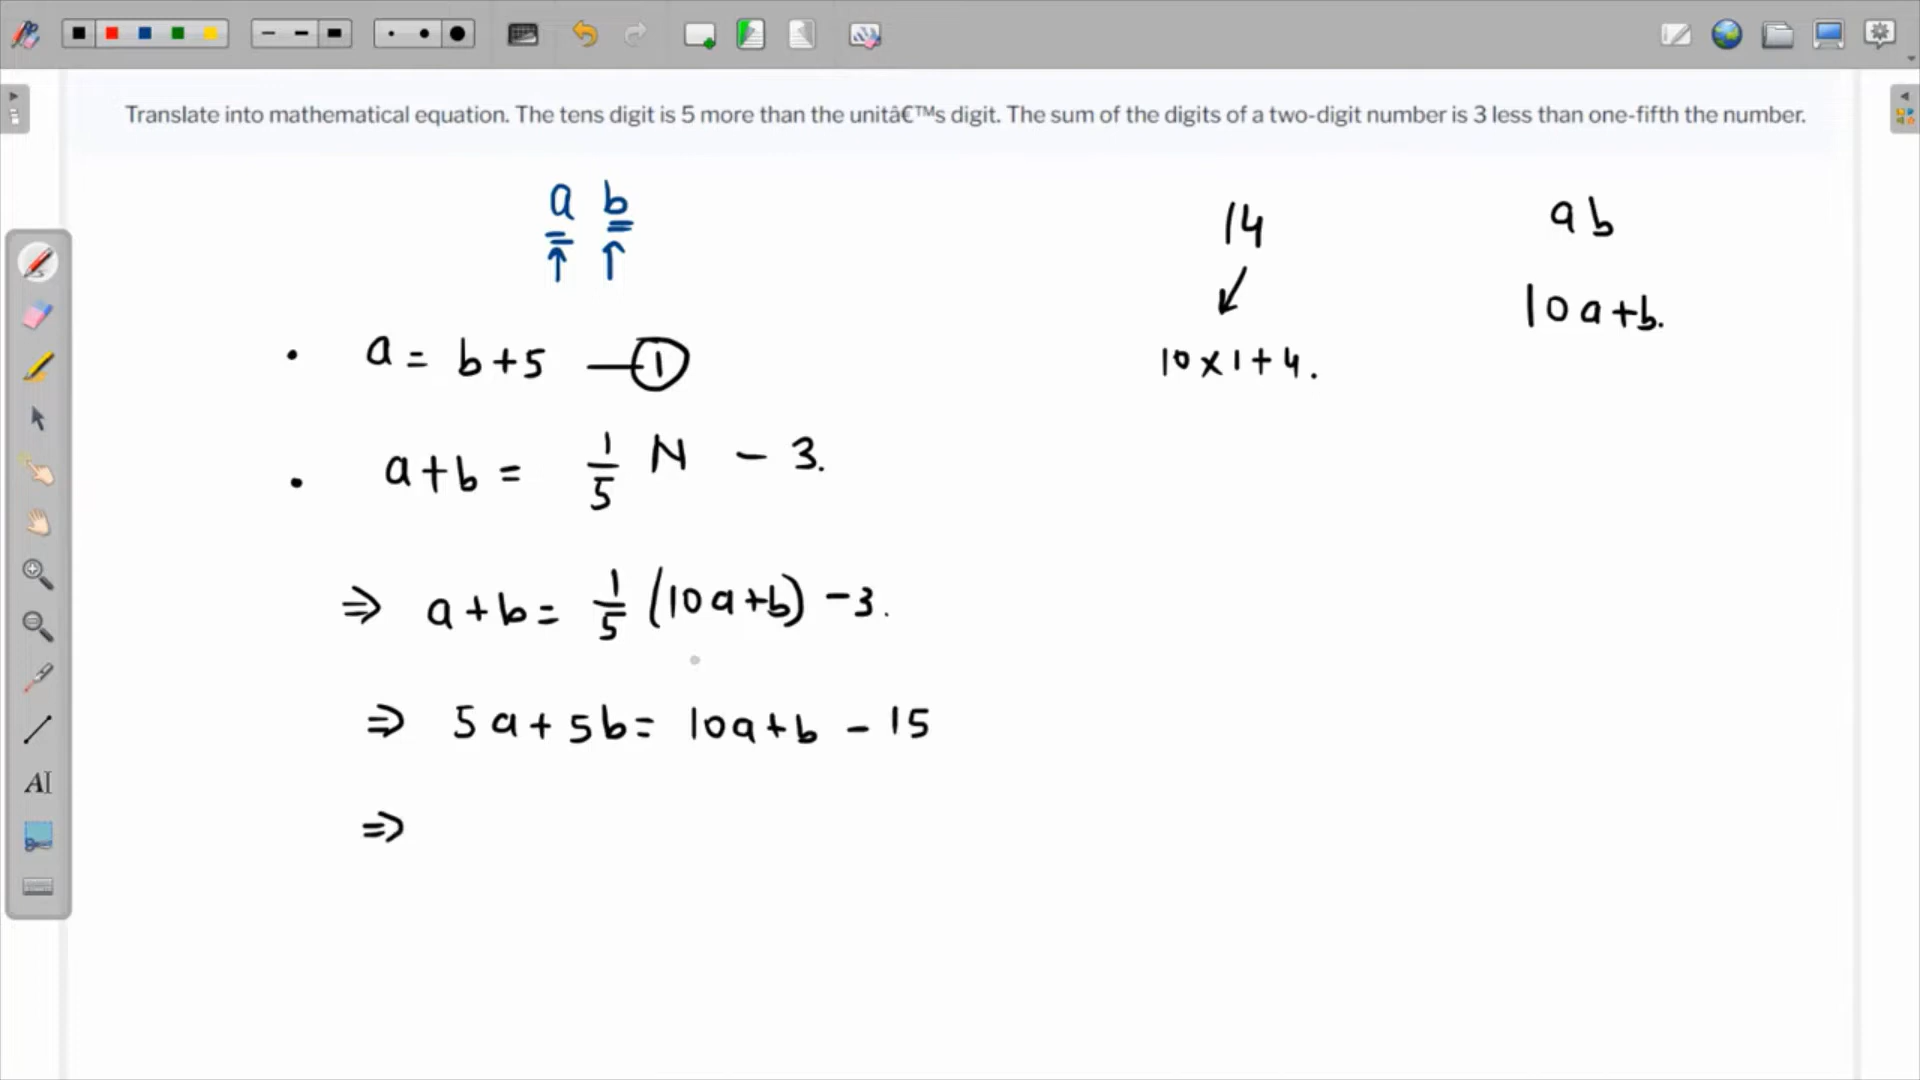 Translate into mathematical equation. The tens digit is 5 more than the unitâ€™s digit. The sum of the digits of a two-digit number is 3 less than one-fifth the number.
a b
14
ab
10a+b.
10×1+4.
• a = b+5 —①
• a+b = 1/5 N - 3.
⇒ a+b = 1/5 (10a+b) -3.
⇒ 5a+5b = 10a+b - 15
⇒
AI